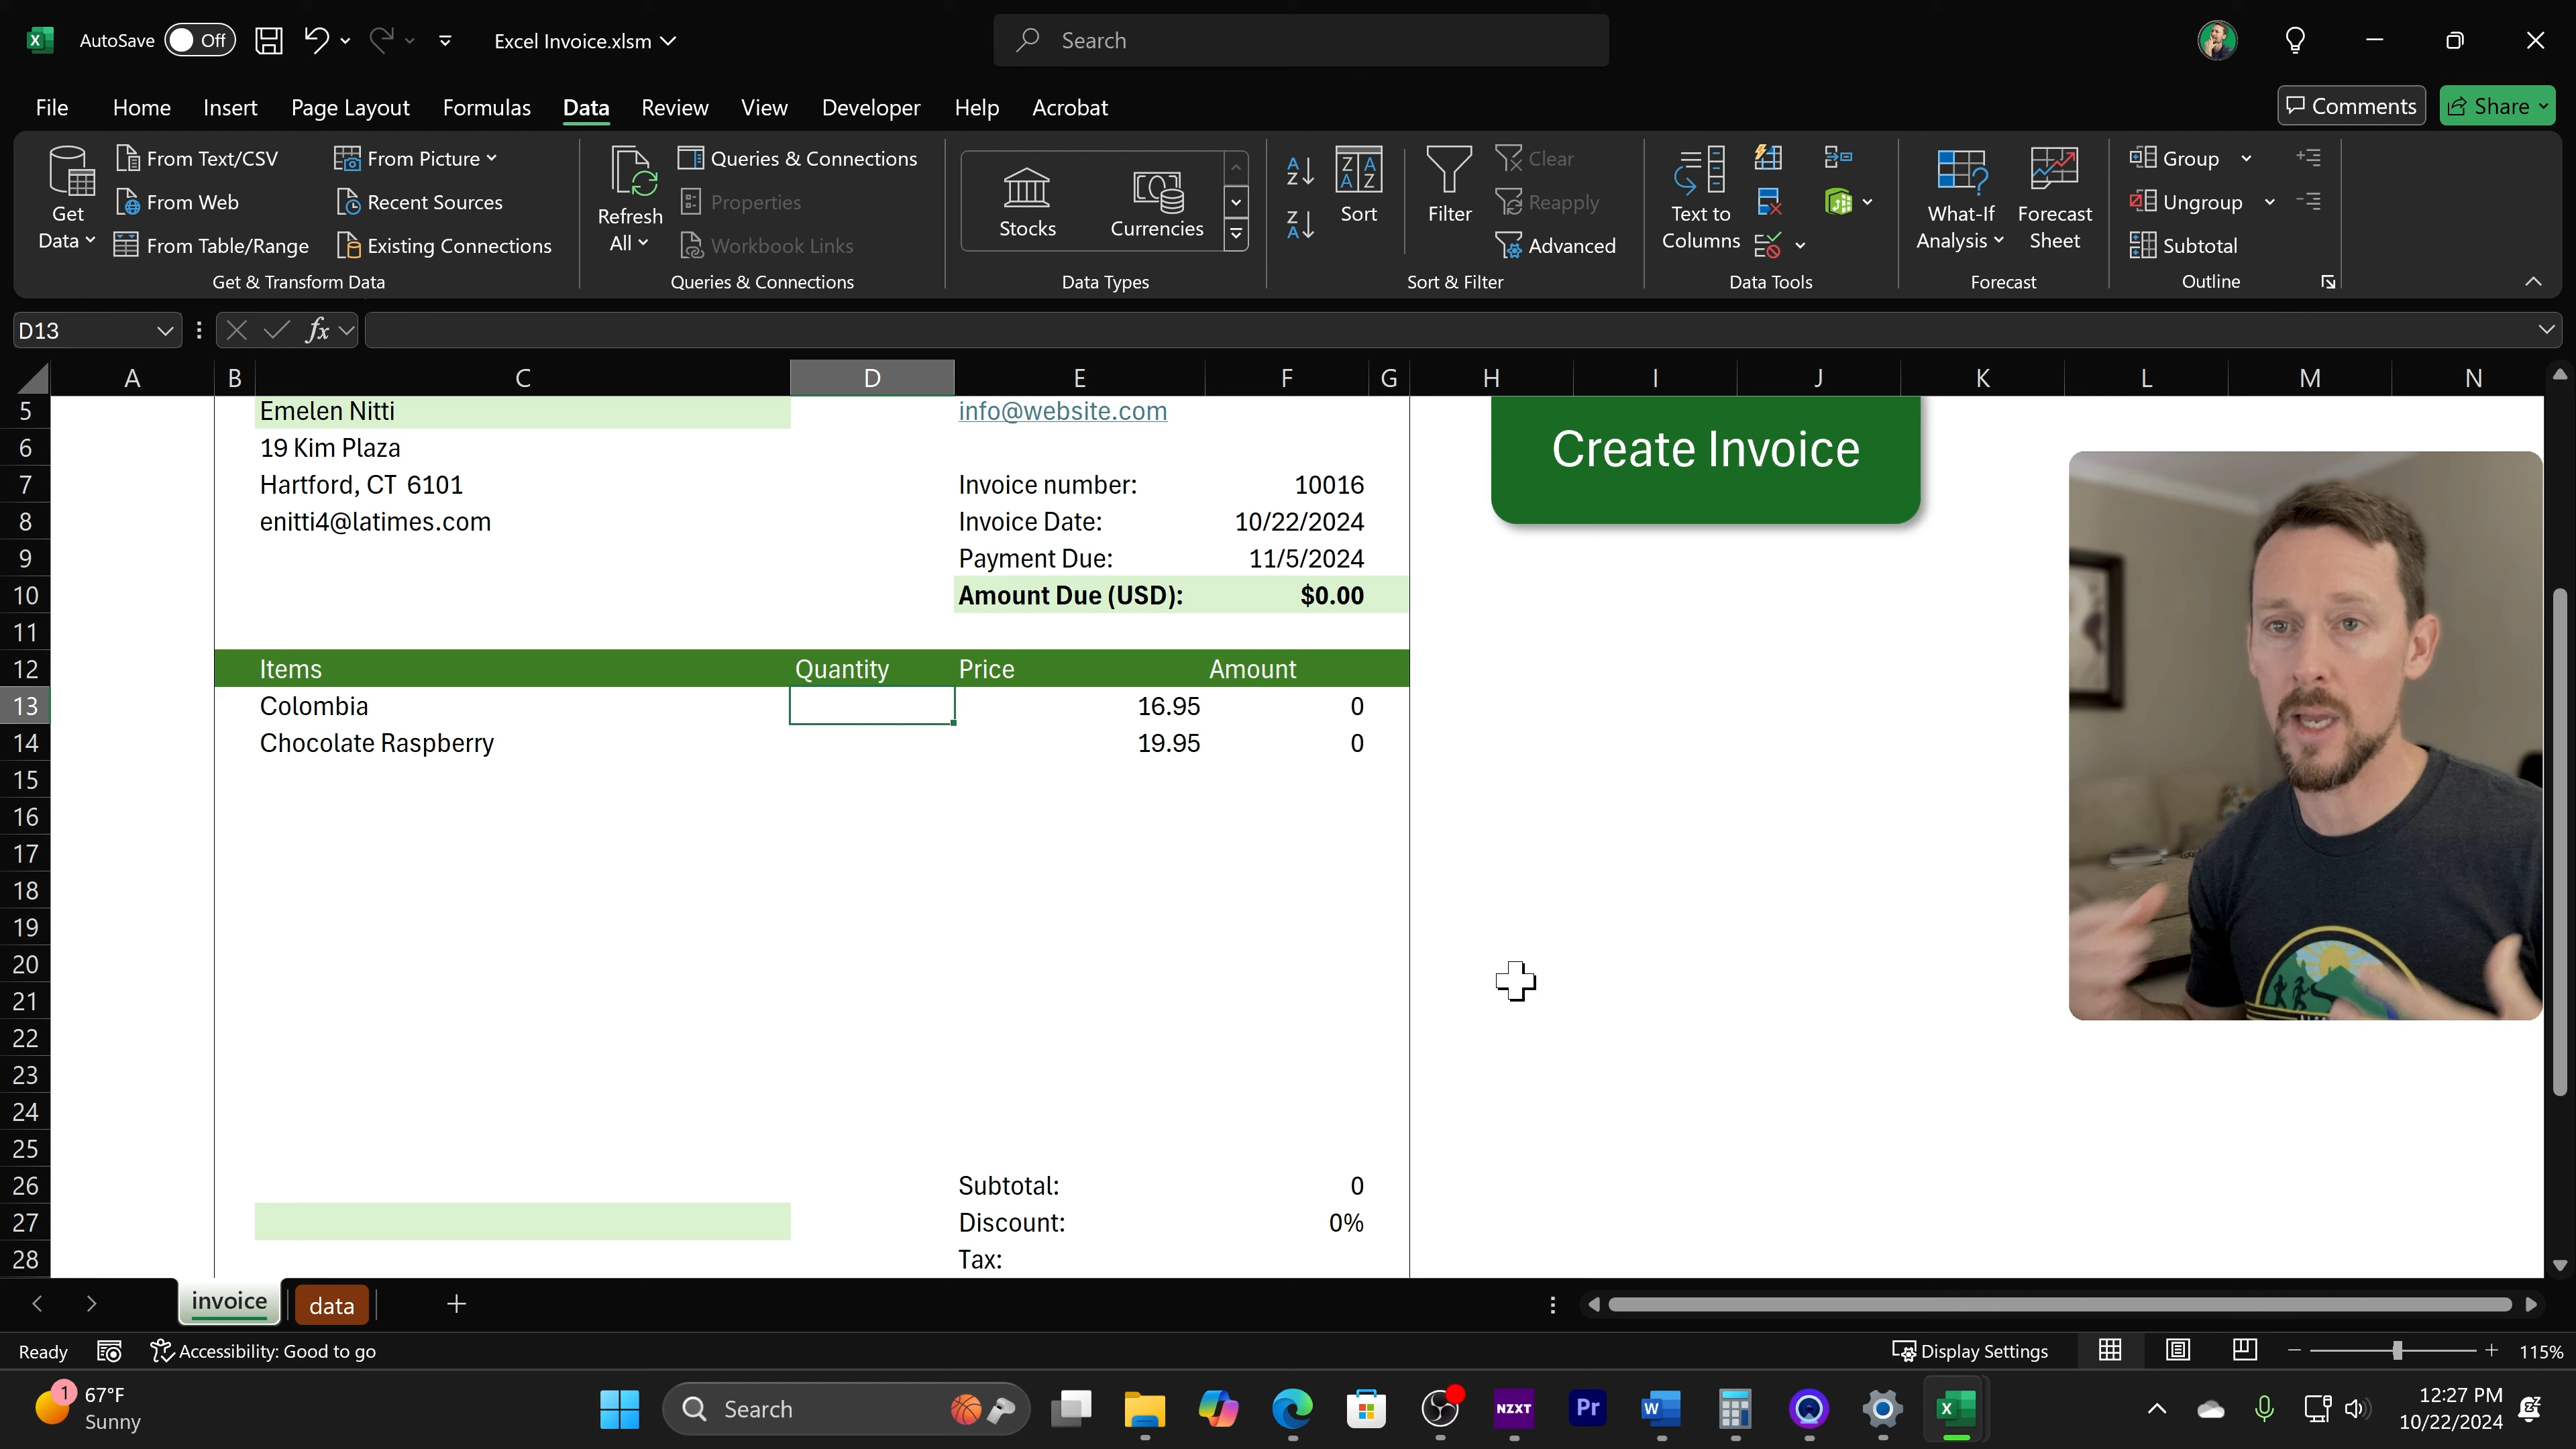 AutoSave Off Excel Invoice.xlsm Search
File Home Insert Page Layout Formulas Data Review View Developer Help Acrobat Comments Share
Get Data
From Text/CSV
From Web
From Table/Range
From Picture
Recent Sources
Existing Connections
Get & Transform Data
Refresh All
Queries & Connections
Properties
Workbook Links
Queries & Connections
Stocks
Currencies
Data Types
Sort
Filter
Clear
Reapply
Advanced
Sort & Filter
Text to Columns
Data Tools
What-If Analysis
Forecast Sheet
Forecast
Group
Ungroup
Subtotal
Outline
D13 fx
A B C D E F G H I J K L M N
5 Emelen Nitti info@website.com
6 19 Kim Plaza
7 Hartford, CT 6101 Invoice number: 10016
8 enitti4@latimes.com Invoice Date: 10/22/2024
9 Payment Due: 11/5/2024
10 Amount Due (USD): $0.00
11
12 Items Quantity Price Amount
13 Colombia 16.95 0
14 Chocolate Raspberry 19.95 0
15
16
17
18
19
20
21
22
23
24
25
26 Subtotal: 0
27 Discount: 0%
28 Tax:
Create Invoice
invoice data
Ready Accessibility: Good to go Display Settings 115%
1 67°F
Sunny
Search
NZXT
Pr
W
X
12:27 PM
10/22/2024